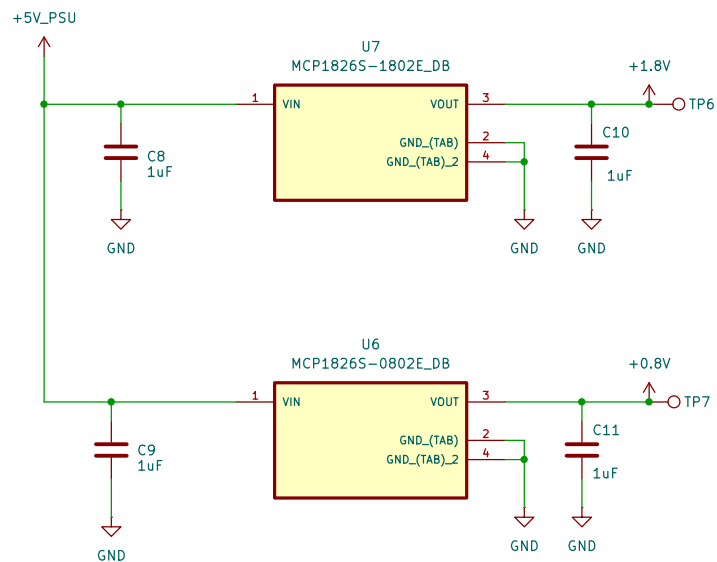 +5V_PSU
U7
MCP1826S-1802E_DB
+1.8V
1
VIN
VOUT
3
TP6
GND_(TAB)
2
GND_(TAB)_2
4
C8
1uF
C10
1uF
GND
GND
GND
U6
MCP1826S-0802E_DB
+0.8V
1
VIN
VOUT
3
TP7
GND_(TAB)
2
GND_(TAB)_2
4
C9
1uF
C11
1uF
GND
GND
GND